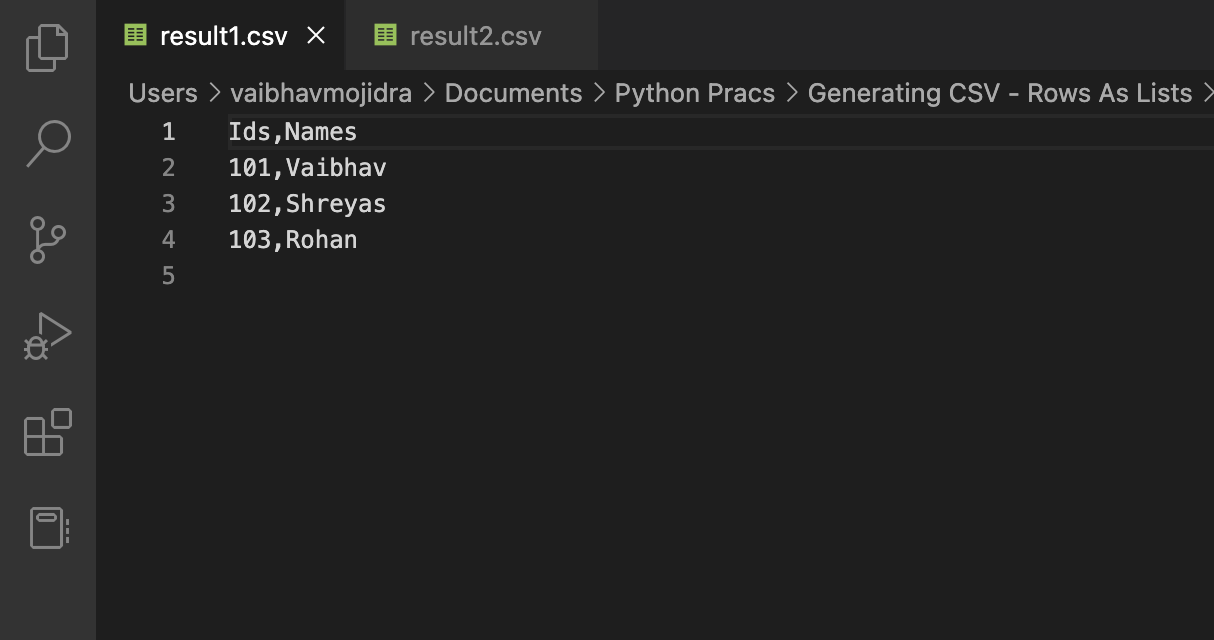 result1.csv result2.csv
Users > vaibhavmojidra > Documents > Python Pracs > Generating CSV - Rows As Lists >
1 Ids,Names
2 101,Vaibhav
3 102,Shreyas
4 103,Rohan
5